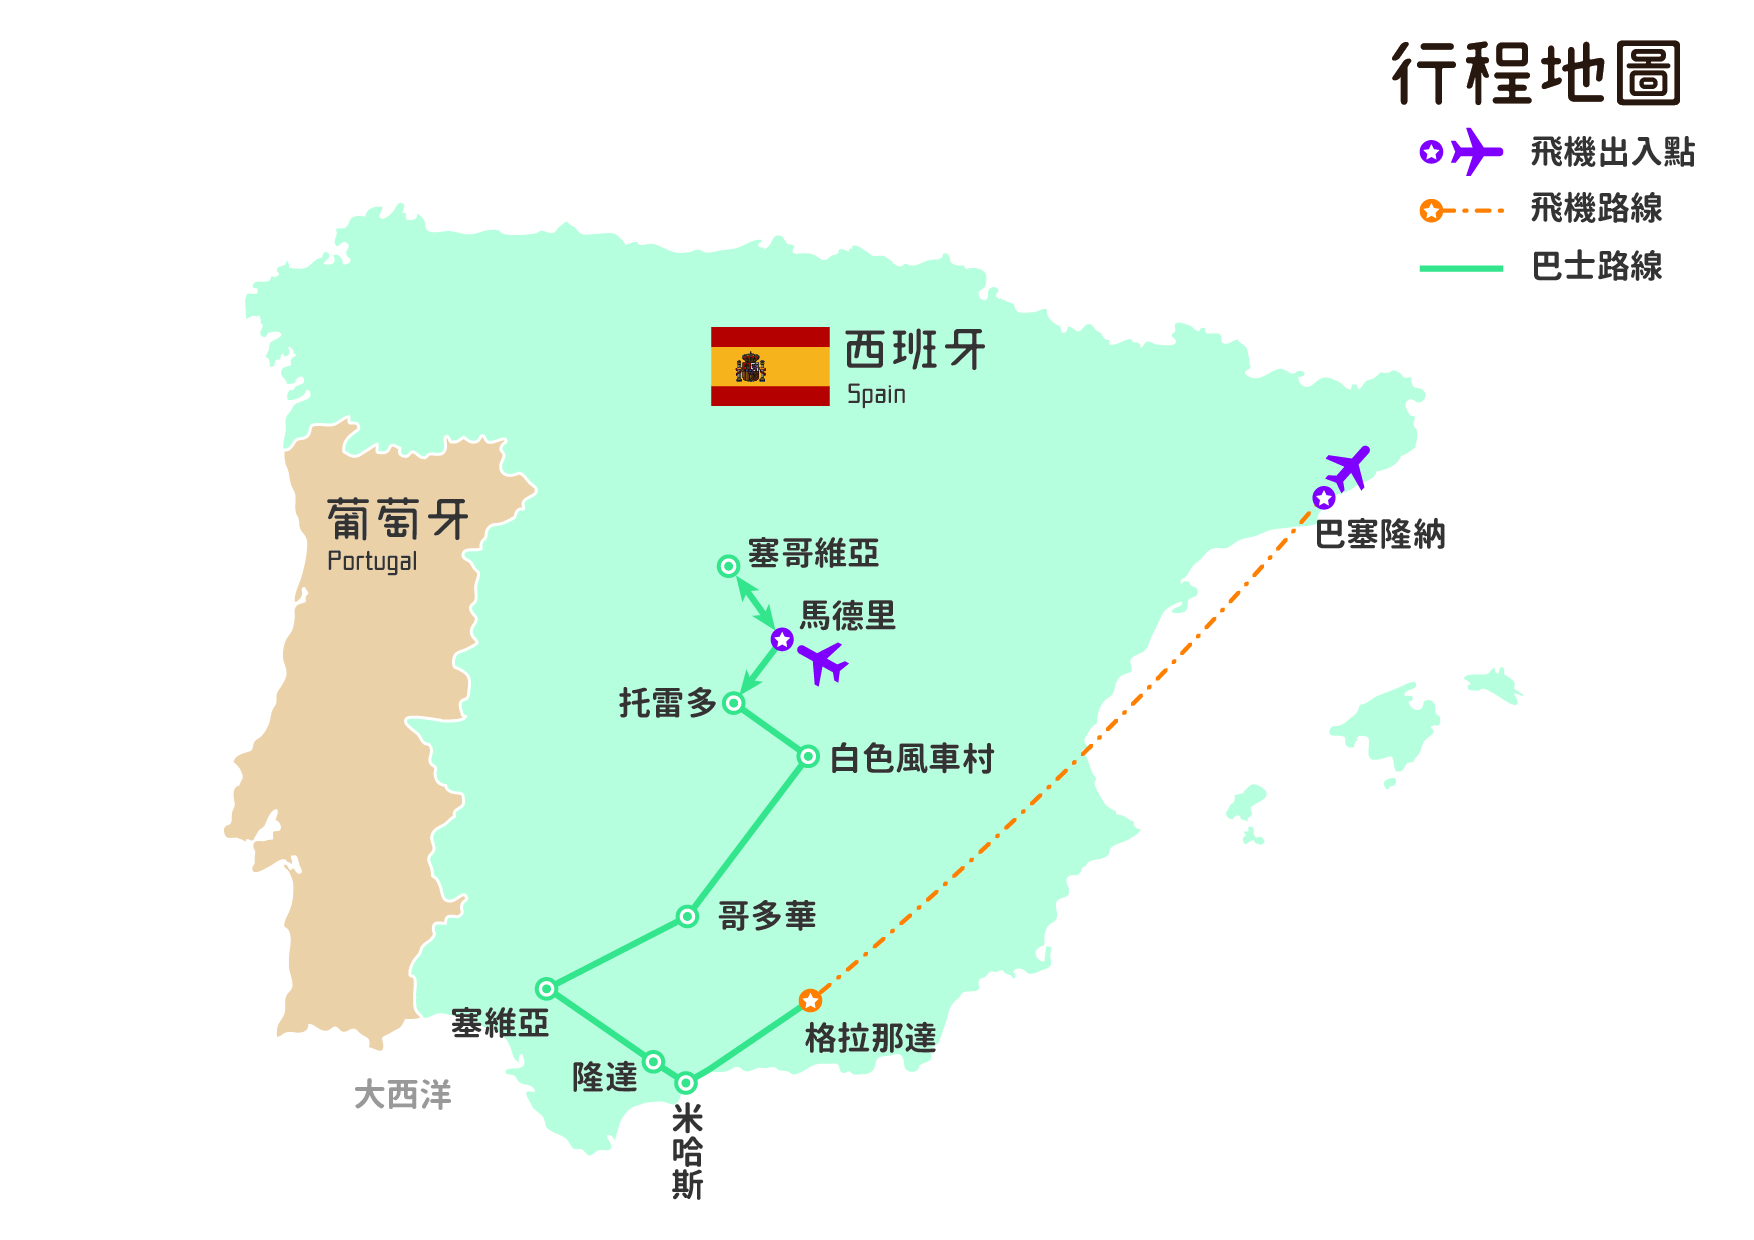 行程地圖
飛機出入點
飛機路線
巴士路線
西班牙
Spain
葡萄牙
Portugal
巴塞隆納
塞哥維亞
馬德里
托雷多
白色風車村
哥多華
塞維亞
格拉那達
隆達
大西洋
米哈斯